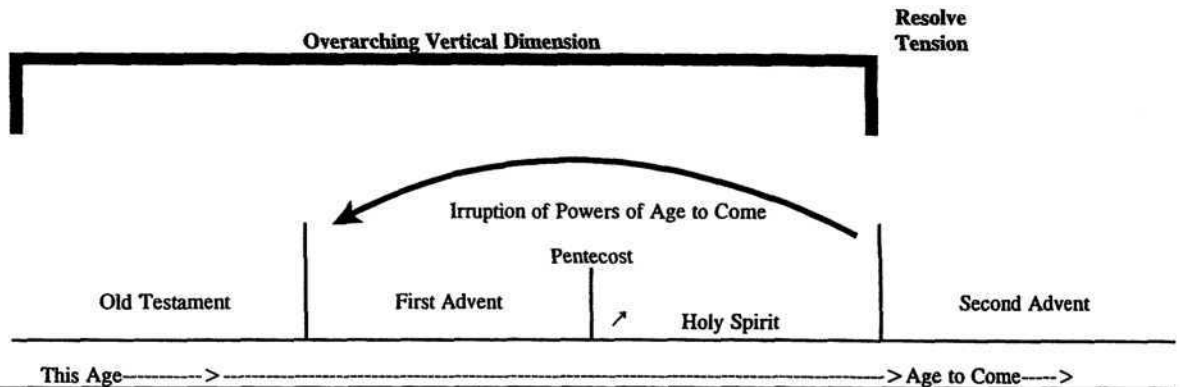 Resolve
Tension
Overarching Vertical Dimension
Irruption of Powers of Age to Come
Pentecost
Old Testament
First Advent
Holy Spirit
Second Advent
This Age----------->-------------------------------------------------------------------------------->Age to Come----->